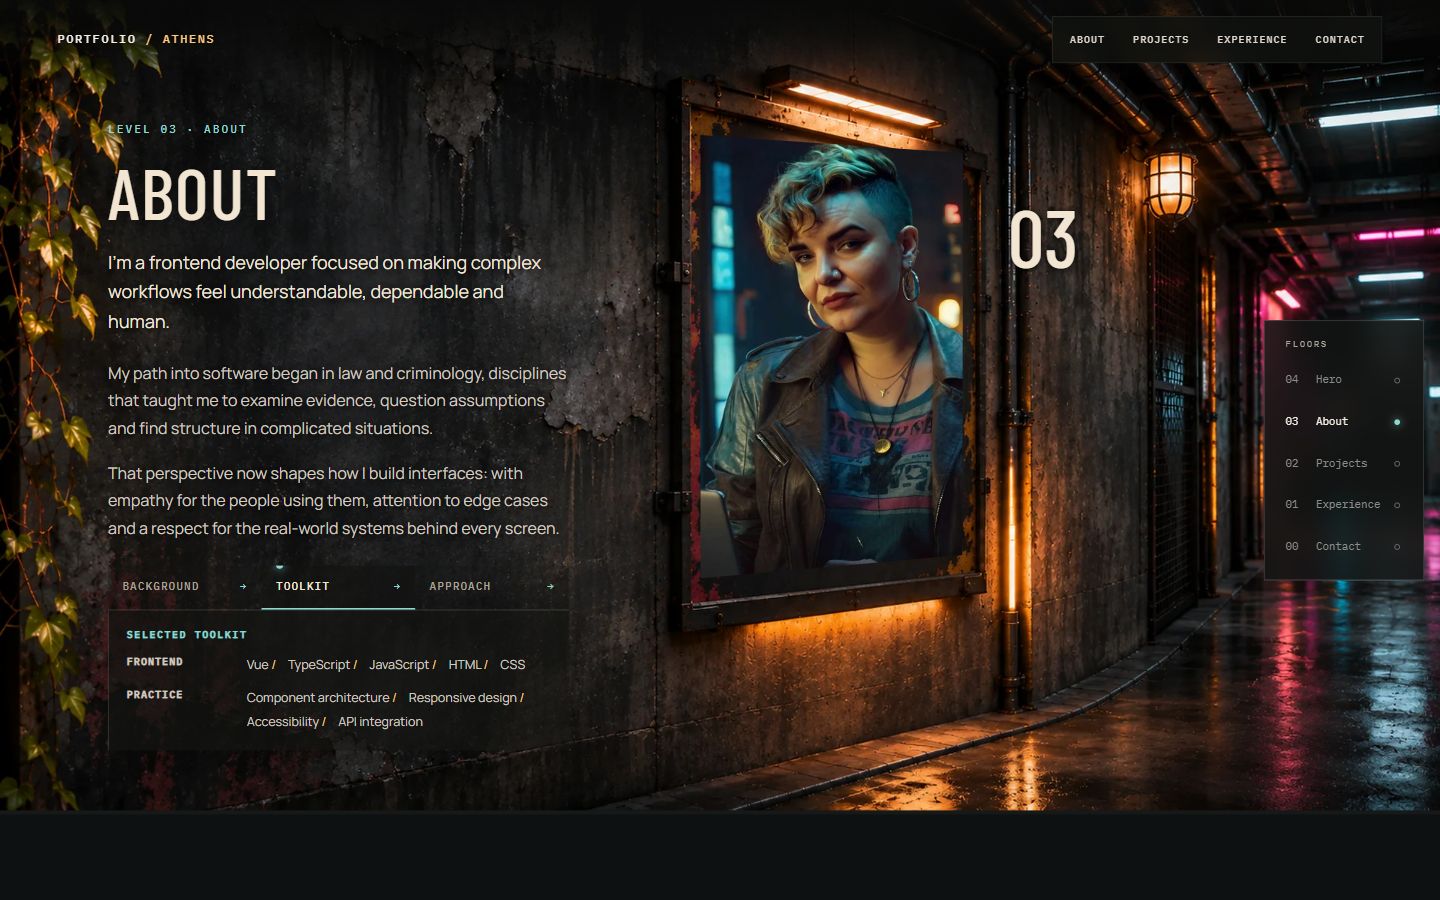 PORTFOLIO / ATHENS
ABOUT PROJECTS EXPERIENCE CONTACT
LEVEL 03 · ABOUT
ABOUT
I'm a frontend developer focused on making complex
workflows feel understandable, dependable and
human.
My path into software began in law and criminology, disciplines
that taught me to examine evidence, question assumptions
and find structure in complicated situations.
That perspective now shapes how I build interfaces: with
empathy for the people using them, attention to edge cases
and a respect for the real-world systems behind every screen.
BACKGROUND → TOOLKIT → APPROACH →
SELECTED TOOLKIT
FRONTEND Vue / TypeScript / JavaScript / HTML / CSS
PRACTICE Component architecture / Responsive design /
Accessibility / API integration
03
FLOORS
04 Hero
03 About
02 Projects
01 Experience
00 Contact